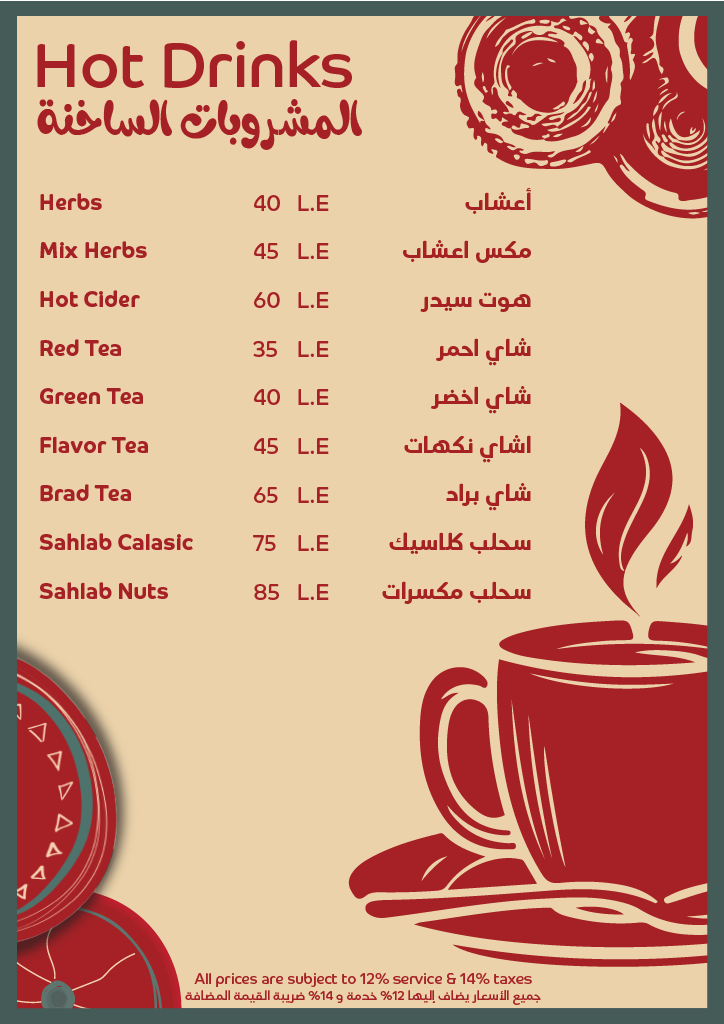 Hot Drinks
المشروبات الساخنة
Herbs 40 L.E أعشاب
Mix Herbs 45 L.E مكس اعشاب
Hot Cider 60 L.E هوت سيدر
Red Tea 35 L.E شاي احمر
Green Tea 40 L.E شاي اخضر
Flavor Tea 45 L.E اشاي نكهات
Brad Tea 65 L.E شاي براد
Sahlab Calasic 75 L.E سحلب كلاسيك
Sahlab Nuts 85 L.E سحلب مكسرات
All prices are subject to 12% service & 14% taxes
جميع الأسعار يضاف إليها 12% خدمة و 14% ضريبة القيمة المضافة